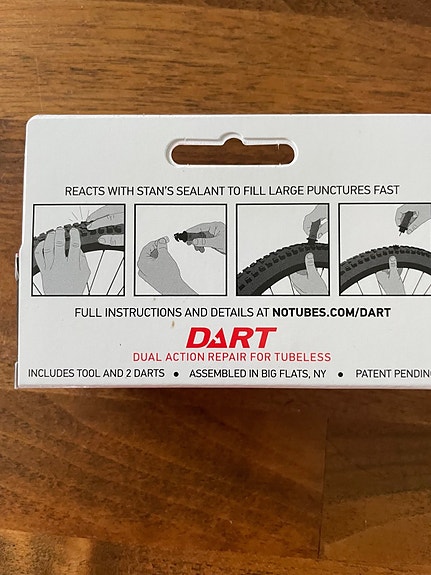 REACTS WITH STAN'S SEALANT TO FILL LARGE PUNCTURES FAST
FULL INSTRUCTIONS AND DETAILS AT NOTUBES.COM/DART
DART
DUAL ACTION REPAIR FOR TUBELESS
INCLUDES TOOL AND 2 DARTS • ASSEMBLED IN BIG FLATS, NY • PATENT PENDING